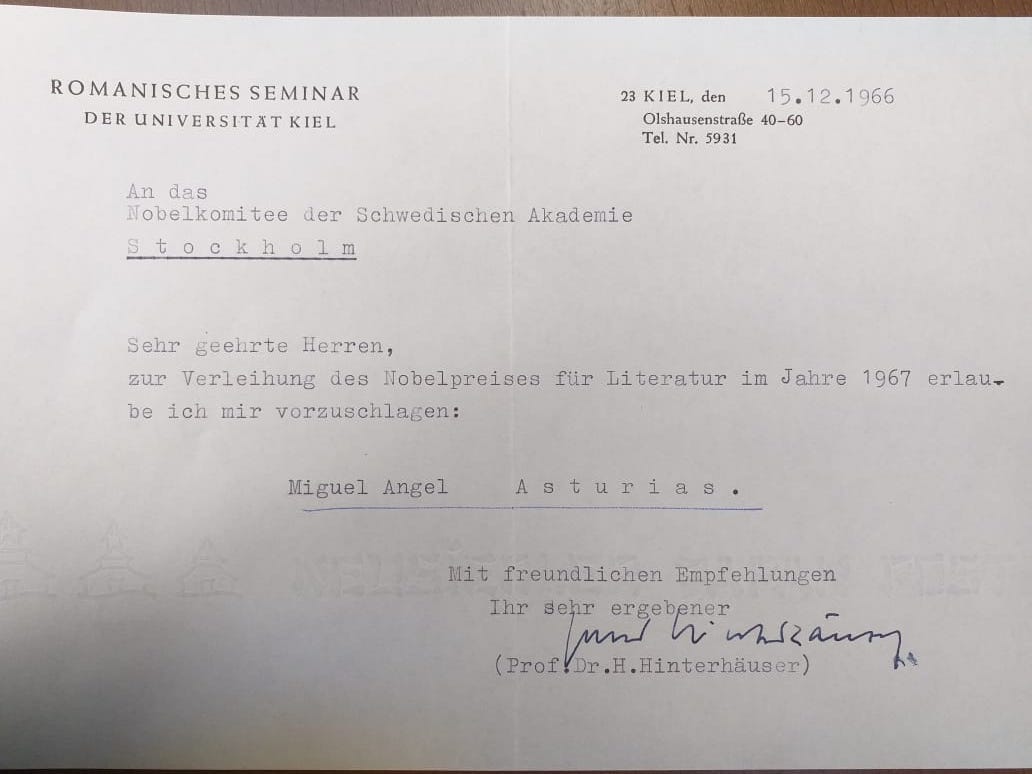 ROMANISCHES SEMINAR
DER UNIVERSITÄT KIEL
23 KIEL, den 15.12.1966
Olshausenstraße 40-60
Tel. Nr. 5931
An das
Nobelkomitee der Schwedischen Akademie
S t o c k h o l m
Sehr geehrte Herren,
zur Verleihung des Nobelpreises für Literatur im Jahre 1967 erlau-
be ich mir vorzuschlagen:
Miguel Angel A s t u r i a s .
Mit freundlichen Empfehlungen
Ihr sehr ergebener
(Prof.Dr.H.Hinterhäuser)